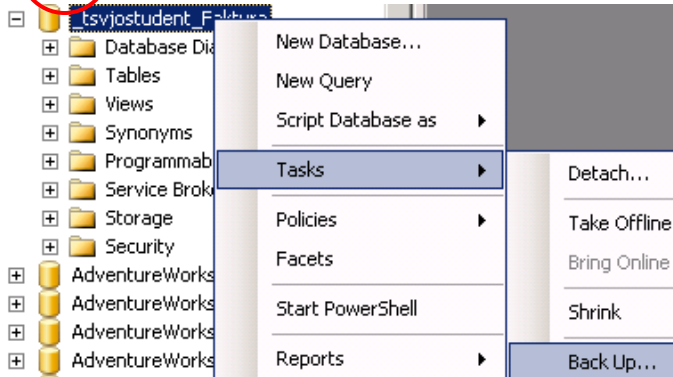 _tsvjostudent_Faktura
Database Dia
Tables
Views
Synonyms
Programmab
Service Brok
Storage
Security
AdventureWorks
AdventureWorks
AdventureWorks
AdventureWorks
New Database...
New Query
Script Database as
Tasks
Policies
Facets
Start PowerShell
Reports
Detach...
Take Offline
Bring Online
Shrink
Back Up...